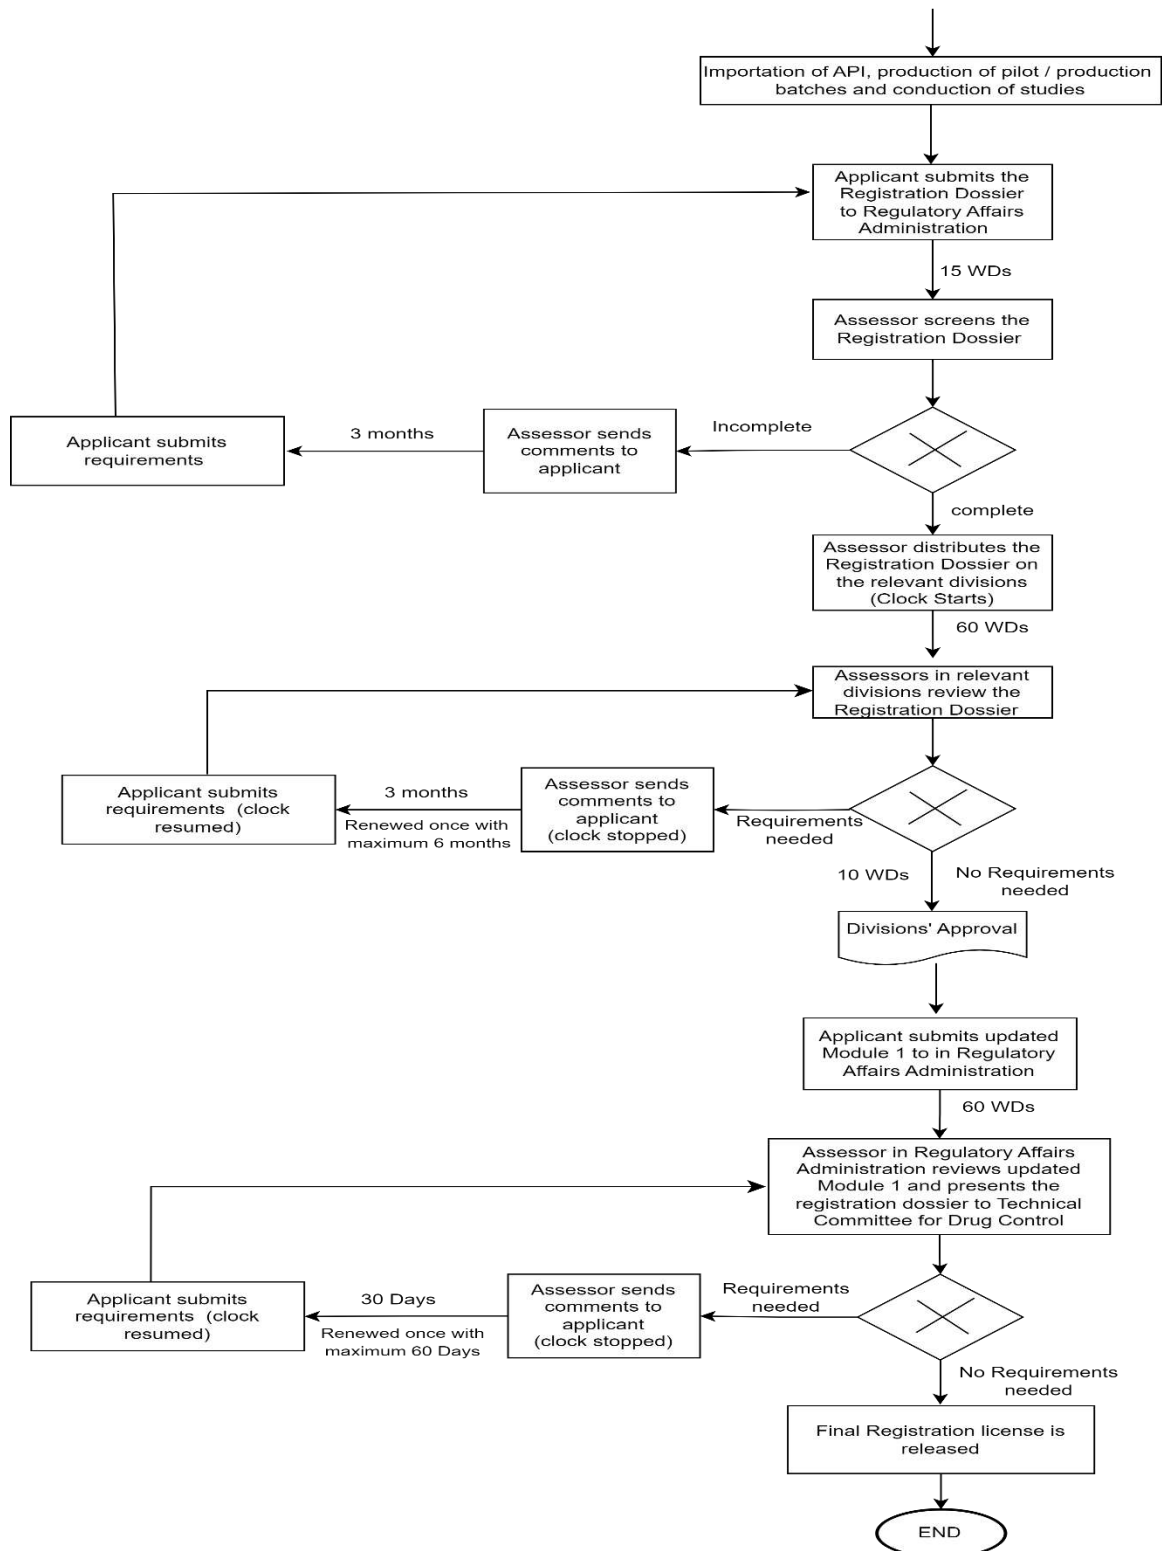 Importation of API, production of pilot / production
batches and conduction of studies
Applicant submits the
Registration Dossier
to Regulatory Affairs
Administration
15 WDs
Assessor screens the
Registration Dossier
Incomplete
Assessor sends
comments to
applicant
3 months
Applicant submits
requirements
complete
Assessor distributes the
Registration Dossier on
the relevant divisions
(Clock Starts)
60 WDs
Assessors in relevant
divisions review the
Registration Dossier
Requirements
needed
Assessor sends
comments to
applicant
(clock stopped)
3 months
Renewed once with
maximum 6 months
Applicant submits
requirements (clock
resumed)
10 WDs
No Requirements
needed
Divisions' Approval
Applicant submits updated
Module 1 to in Regulatory
Affairs Administration
60 WDs
Assessor in Regulatory Affairs
Administration reviews updated
Module 1 and presents the
registration dossier to Technical
Committee for Drug Control
Requirements
needed
Assessor sends
comments to
applicant
(clock stopped)
30 Days
Renewed once with
maximum 60 Days
Applicant submits
requirements (clock
resumed)
No Requirements
needed
Final Registration license is
released
END